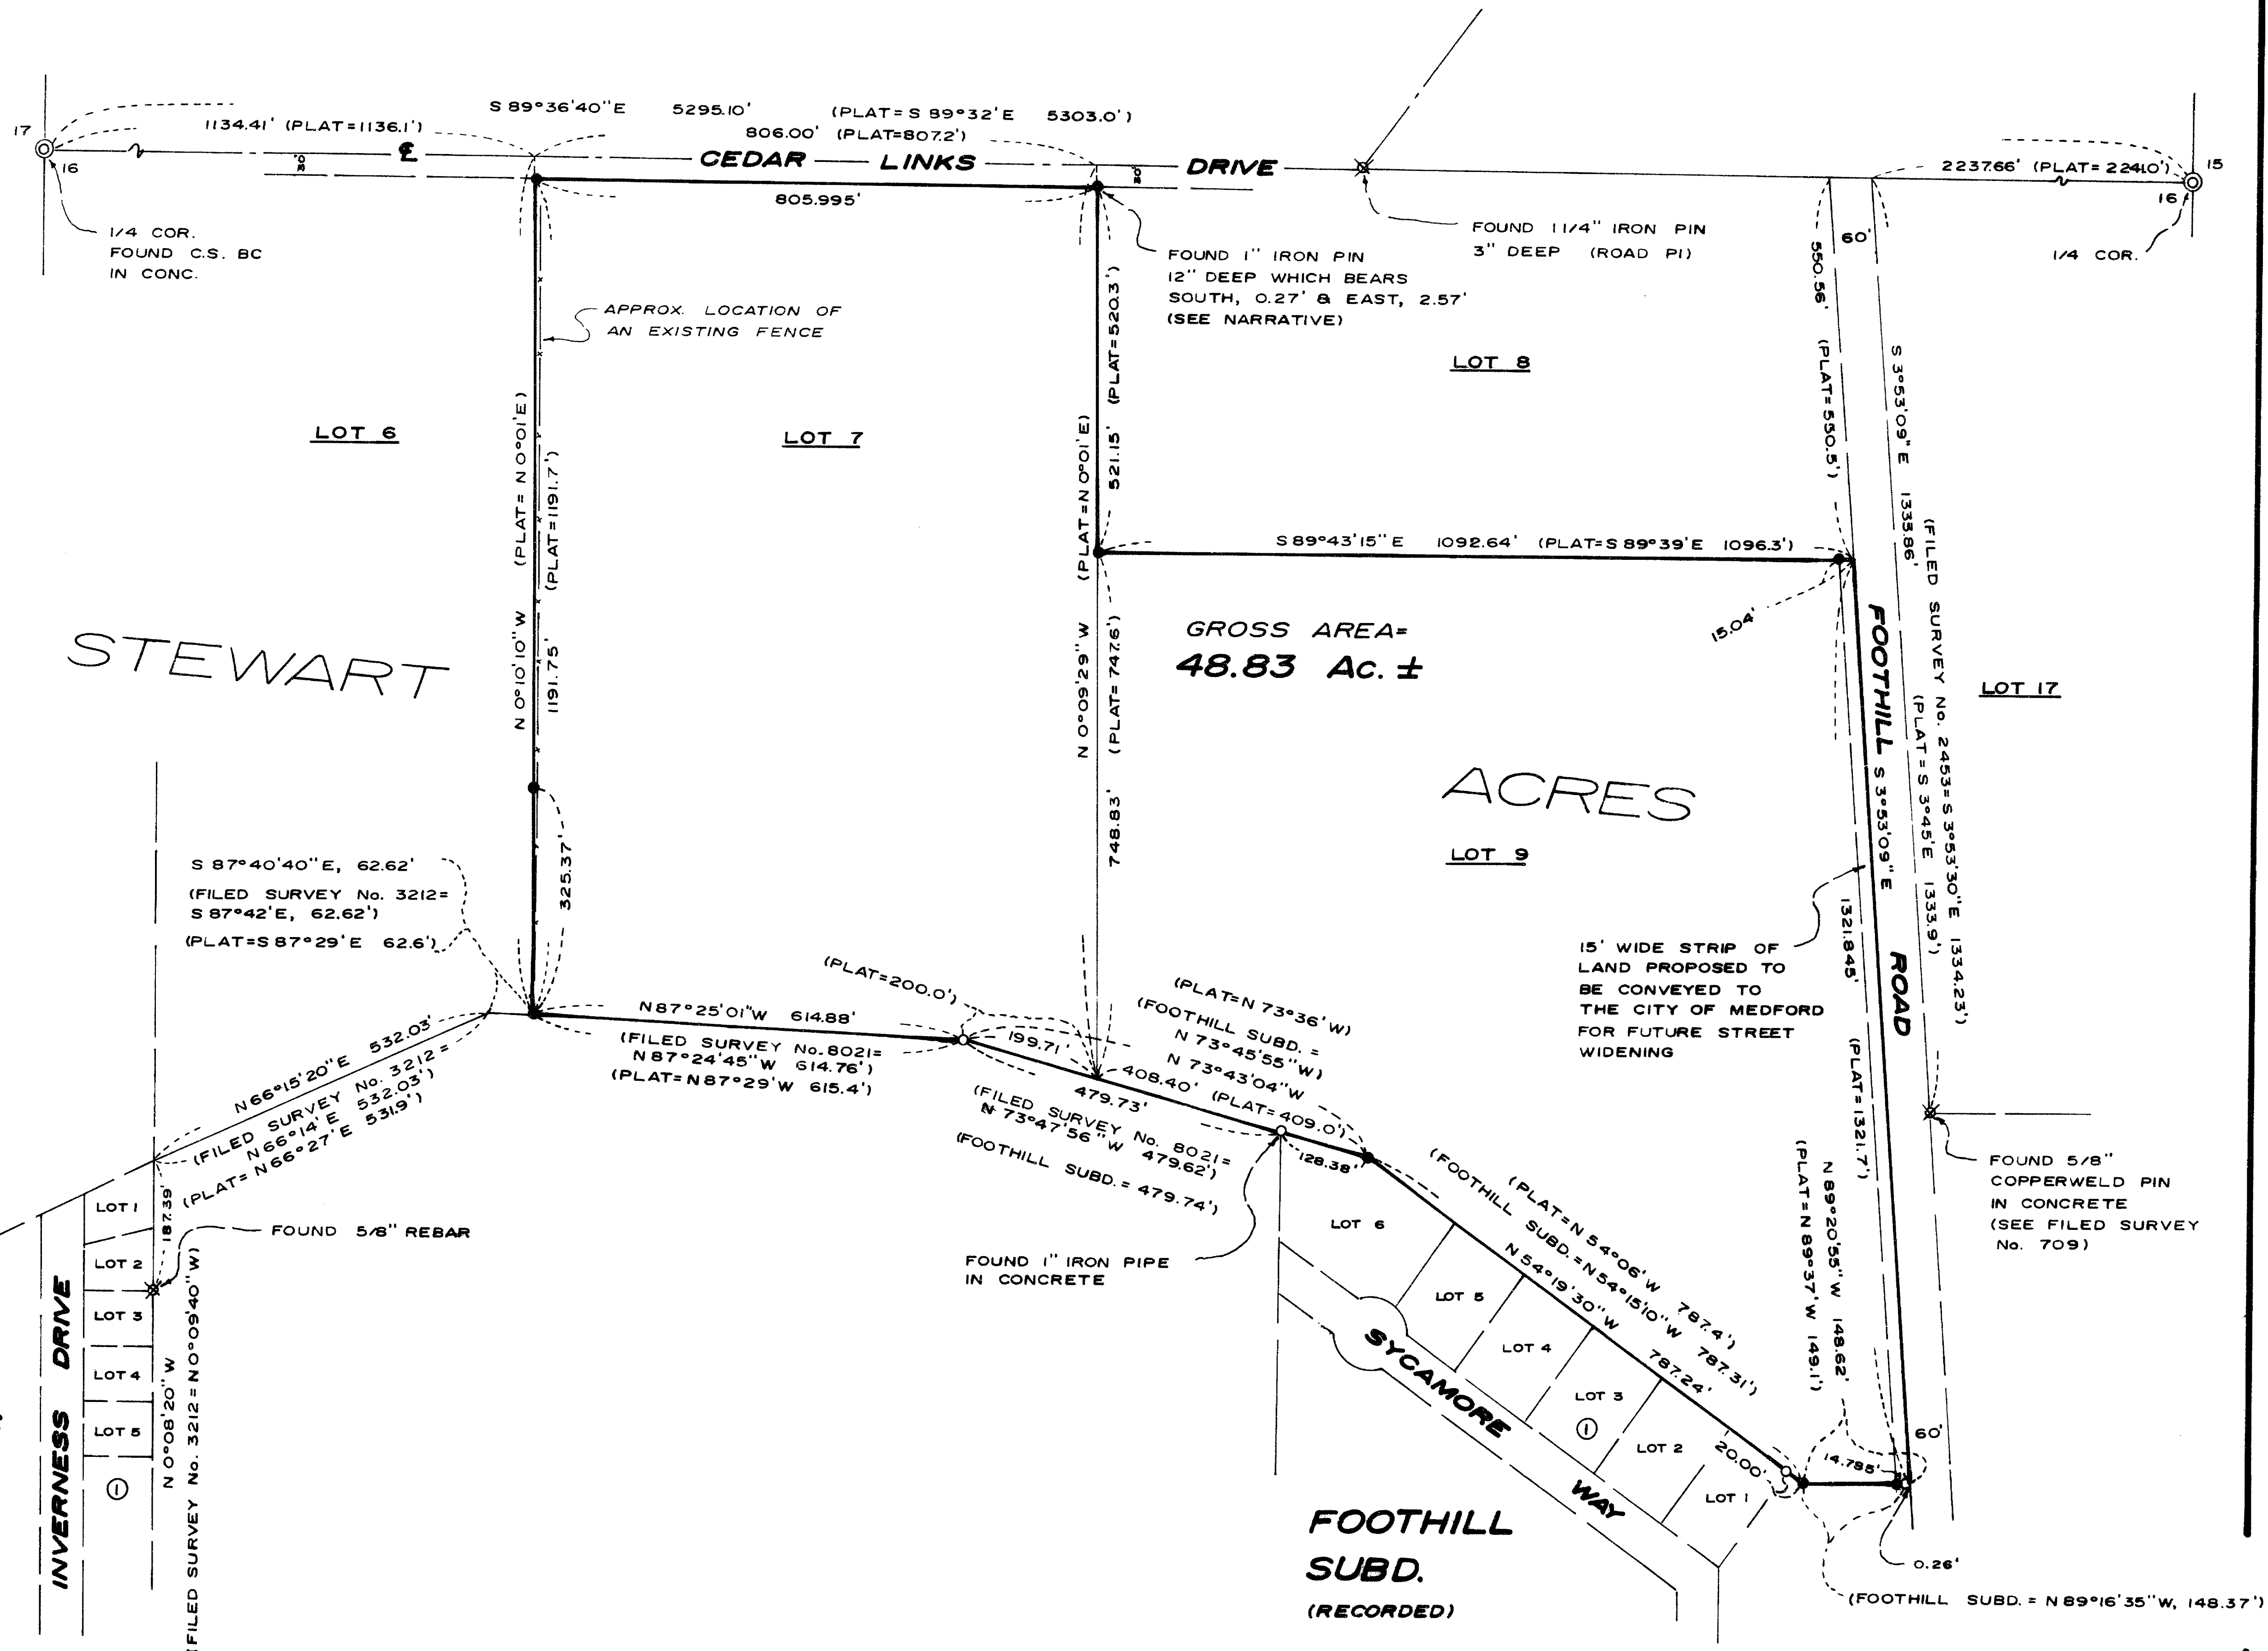 S 89°36'40"E 5295.10' (PLAT= S 89°32'E 5303.0')
1134.41' (PLAT=1136.1')
806.00' (PLAT=807.2')
17
16
30'
℄
CEDAR LINKS DRIVE
30'
2237.66' (PLAT= 2241.0')
15
16
805.995'
1/4 COR.
FOUND C.S. BC
IN CONC.
FOUND 1" IRON PIN
12" DEEP WHICH BEARS
SOUTH, 0.27' & EAST, 2.57'
(SEE NARRATIVE)
FOUND 1 1/4" IRON PIN
3" DEEP (ROAD PI)
60'
1/4 COR.
APPROX. LOCATION OF
AN EXISTING FENCE
550.56' (PLAT=550.5')
521.15' (PLAT=520.3')
LOT 8
LOT 6
LOT 7
(PLAT= N 0°01'E)
(PLAT=1191.7')
N 0°10'10"W
1191.75'
(PLAT=N 0°01'E)
N 0°09'29"W
(PLAT= 747.6')
748.83'
S 89°43'15"E 1092.64' (PLAT=S 89°39'E 1096.3')
15.04'
S 3°53'09"E 1333.86'
(FILED SURVEY No. 2453= S 3°53'30"E 1334.23')
(PLAT= S 3°45'E 1333.9')
FOOTHILL ROAD
S 3°53'09"E
LOT 17
STEWART
GROSS AREA=
48.83 Ac. ±
ACRES
LOT 9
325.37'
S 87°40'40"E, 62.62'
(FILED SURVEY No. 3212=
S 87°42'E, 62.62')
(PLAT=S 87°29'E 62.6')
15' WIDE STRIP OF
LAND PROPOSED TO
BE CONVEYED TO
THE CITY OF MEDFORD
FOR FUTURE STREET
WIDENING
1321.845' (PLAT=1321.7')
N 66°15'20"E 532.03'
(FILED SURVEY No. 3212=
N 66°14'E 532.03')
(PLAT= N 66°27'E 531.9')
N 87°25'01"W 614.88'
(FILED SURVEY No. 8021=
N 87°24'45"W 614.76')
(PLAT=N 87°29'W 615.4')
(PLAT=200.0')
199.71'
(PLAT=N 73°36'W)
(FOOTHILL SUBD. =
N 73°45'55"W)
N 73°43'04"W
408.40' (PLAT=409.0')
479.73'
(FILED SURVEY No. 8021=
N 73°47'56"W 479.62')
(FOOTHILL SUBD. = 479.74')
128.38'
FOUND 1" IRON PIPE
IN CONCRETE
(PLAT=N 54°06'W 787.4')
(FOOTHILL SUBD. = N 54°15'10"W 787.31')
N 54°19'30"W
787.24'
N 89°20'55"W 148.62'
(PLAT= N 89°37'W 149.1')
FOUND 5/8"
COPPERWELD PIN
IN CONCRETE
(SEE FILED SURVEY
No. 709)
LOT 1
LOT 2
LOT 3
LOT 4
LOT 5
1
187.39'
FOUND 5/8" REBAR
N 0°08'20"W
(FILED SURVEY No. 3212 = N 0°09'40"W)
INVERNESS DRIVE
LOT 6
LOT 5
LOT 4
LOT 3
1
LOT 2
LOT 1
20.00'
14.785'
60'
0.26'
SYCAMORE WAY
FOOTHILL
SUBD.
(RECORDED)
(FOOTHILL SUBD. = N 89°16'35"W, 148.37')